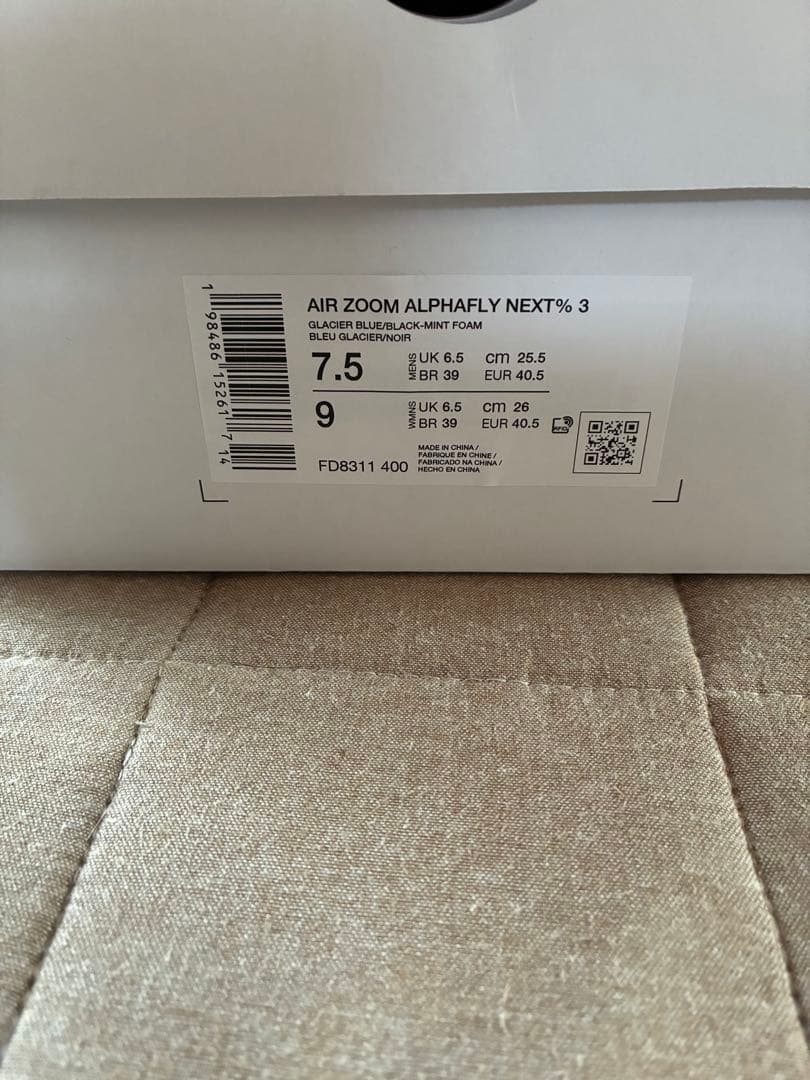 AIR ZOOM ALPHAFLY NEXT% 3
GLACIER BLUE/BLACK-MINT FOAM
BLEU GLACIER/NOIR
7.5 MENS UK 6.5 cm 25.5
BR 39 EUR 40.5
9 WMNS UK 6.5 cm 26
BR 39 EUR 40.5
RFID
FD8311 400
MADE IN CHINA /
FABRIQUE EN CHINE /
FABRICADO NA CHINA /
HECHO EN CHINA
1 98486 15261 7 14